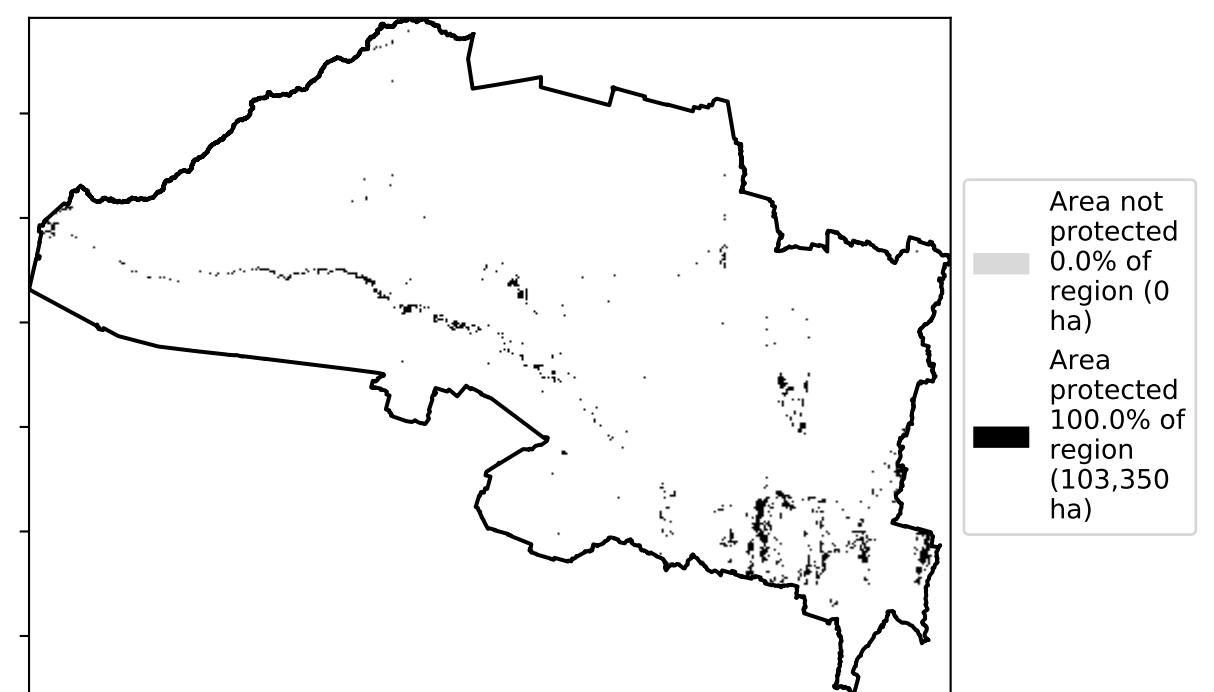 Area not
protected
0.0% of
region (0
ha)
Area
protected
100.0% of
region
(103,350
ha)